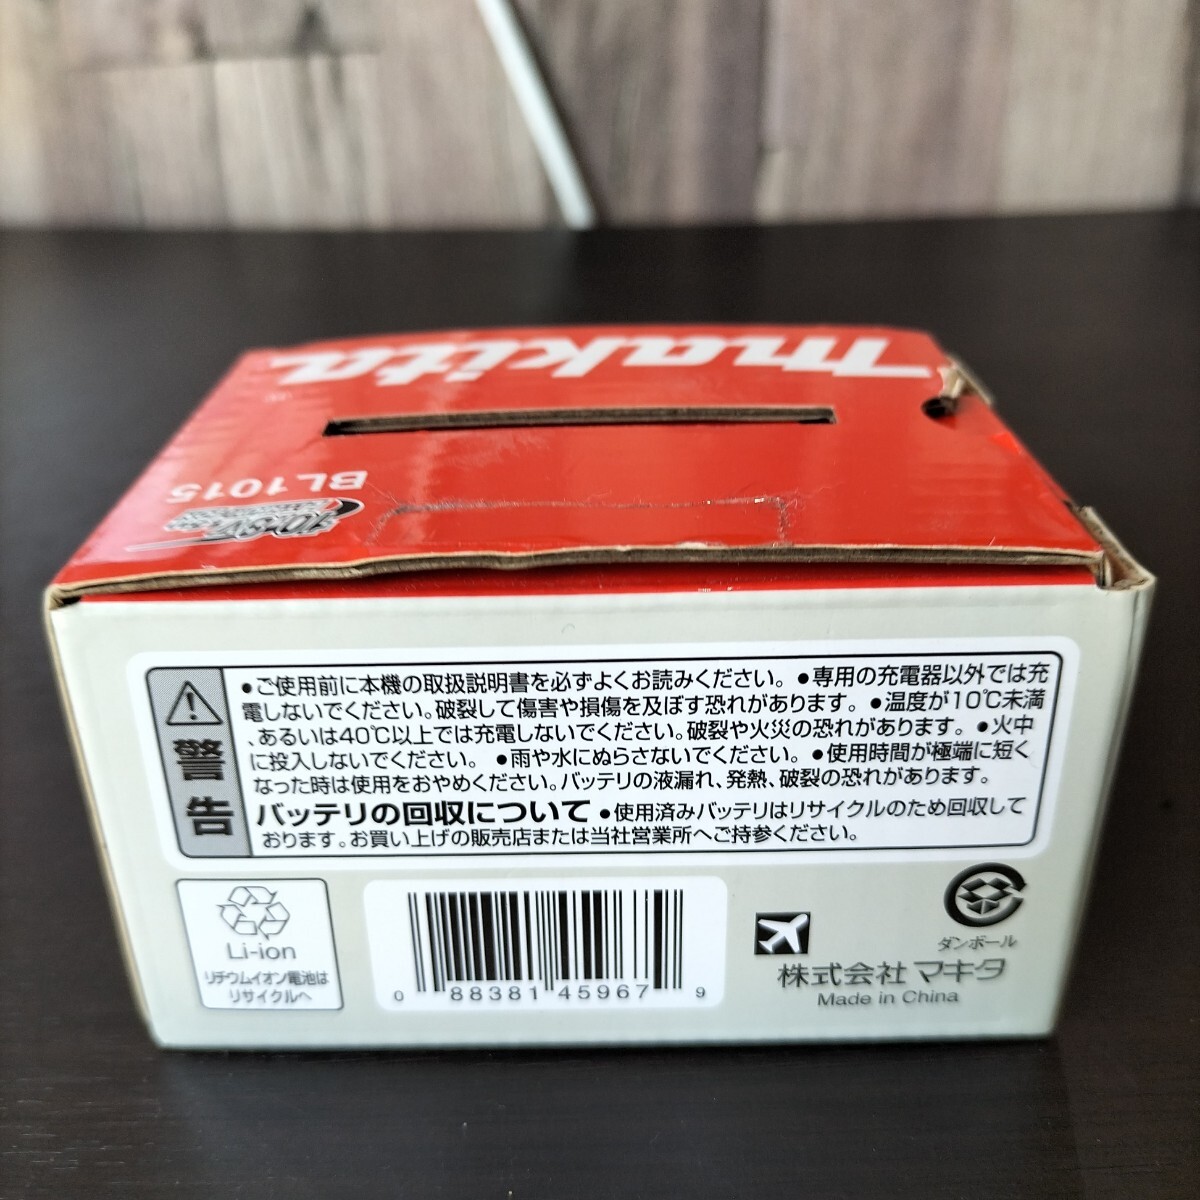 makita
BL1015
警告
●ご使用前に本機の取扱説明書を必ずよくお読みください。 ●専用の充電器以外では充
電しないでください。破裂して傷害や損傷を及ぼす恐れがあります。 ●温度が10℃未満
、あるいは40℃以上では充電しないでください。破裂や火災の恐れがあります。 ●火中
に投入しないでください。 ●雨や水にぬらさないでください。 ●使用時間が極端に短く
なった時は使用をおやめください。バッテリの液漏れ、発熱、破裂の恐れがあります。
バッテリの回収について ●使用済みバッテリはリサイクルのため回収して
おります。お買い上げの販売店または当社営業所へご持参ください。
Li-ion
リチウムイオン電池は
リサイクルへ
0 88381 45967 9
ダンボール
株式会社 マキタ
Made in China